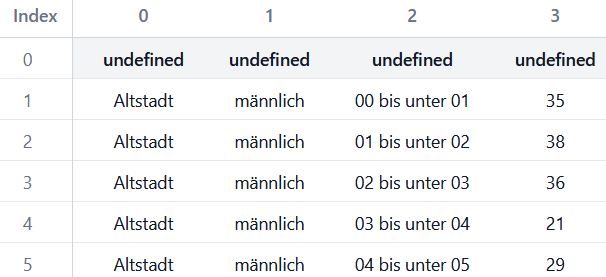 Index 0 1 2 3
0 undefined undefined undefined undefined
1 Altstadt männlich 00 bis unter 01 35
2 Altstadt männlich 01 bis unter 02 38
3 Altstadt männlich 02 bis unter 03 36
4 Altstadt männlich 03 bis unter 04 21
5 Altstadt männlich 04 bis unter 05 29